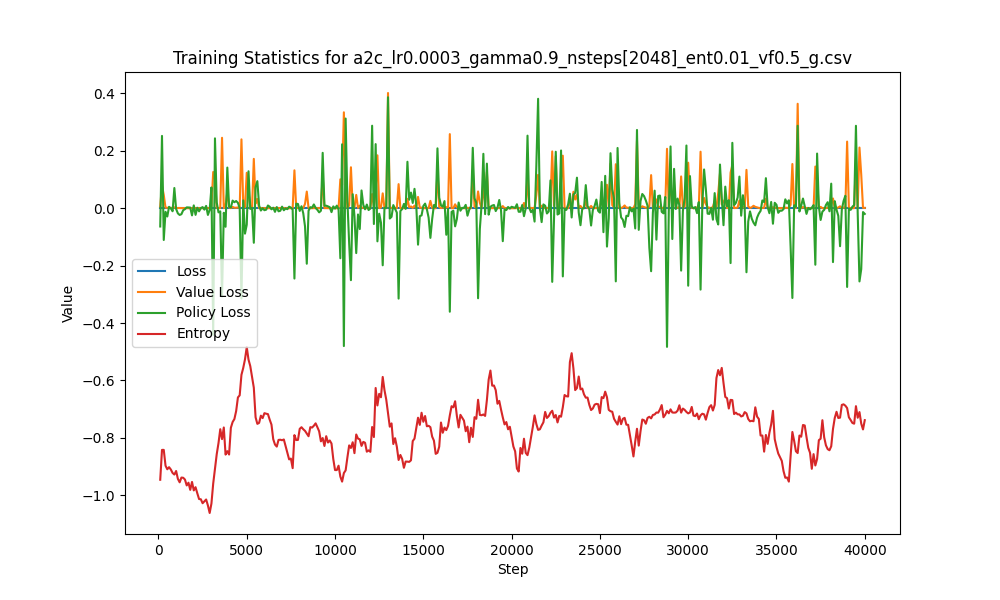 Training Statistics for a2c_lr0.0003_gamma0.9_nsteps[2048]_ent0.01_vf0.5_g.csv
0.4
0.2
0.0
−0.2
−0.4
−0.6
−0.8
−1.0
Value
Loss
Value Loss
Policy Loss
Entropy
0 5000 10000 15000 20000 25000 30000 35000 40000
Step